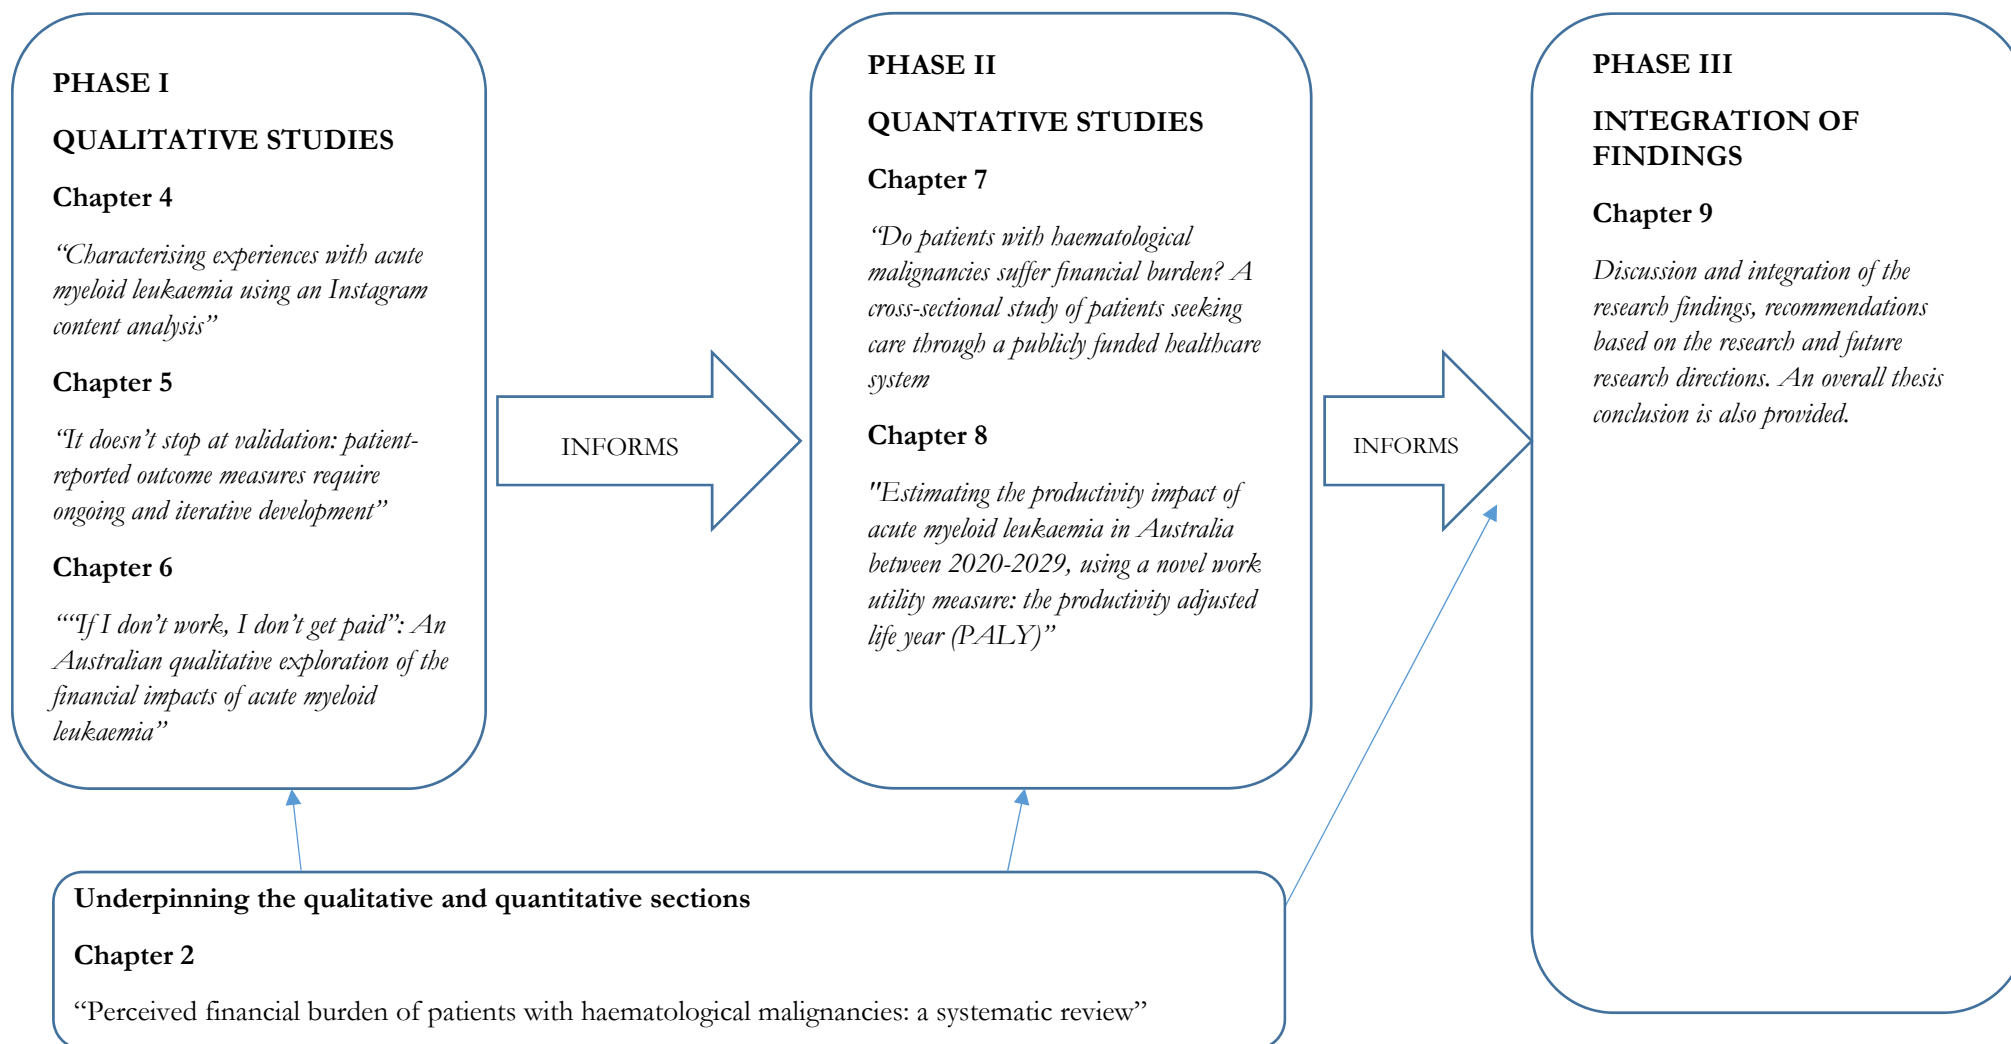 PHASE I
QUALITATIVE STUDIES
Chapter 4
“Characterising experiences with acute
myeloid leukaemia using an Instagram
content analysis”
Chapter 5
“It doesn’t stop at validation: patient-
reported outcome measures require
ongoing and iterative development”
Chapter 6
““If I don’t work, I don’t get paid”: An
Australian qualitative exploration of the
financial impacts of acute myeloid
leukaemia”
INFORMS
PHASE II
QUANTATIVE STUDIES
Chapter 7
“Do patients with haematological
malignancies suffer financial burden? A
cross-sectional study of patients seeking
care through a publicly funded healthcare
system
Chapter 8
"Estimating the productivity impact of
acute myeloid leukaemia in Australia
between 2020-2029, using a novel work
utility measure: the productivity adjusted
life year (PALY)”
INFORMS
PHASE III
INTEGRATION OF
FINDINGS
Chapter 9
Discussion and integration of the
research findings, recommendations
based on the research and future
research directions. An overall thesis
conclusion is also provided.
Underpinning the qualitative and quantitative sections
Chapter 2
“Perceived financial burden of patients with haematological malignancies: a systematic review”